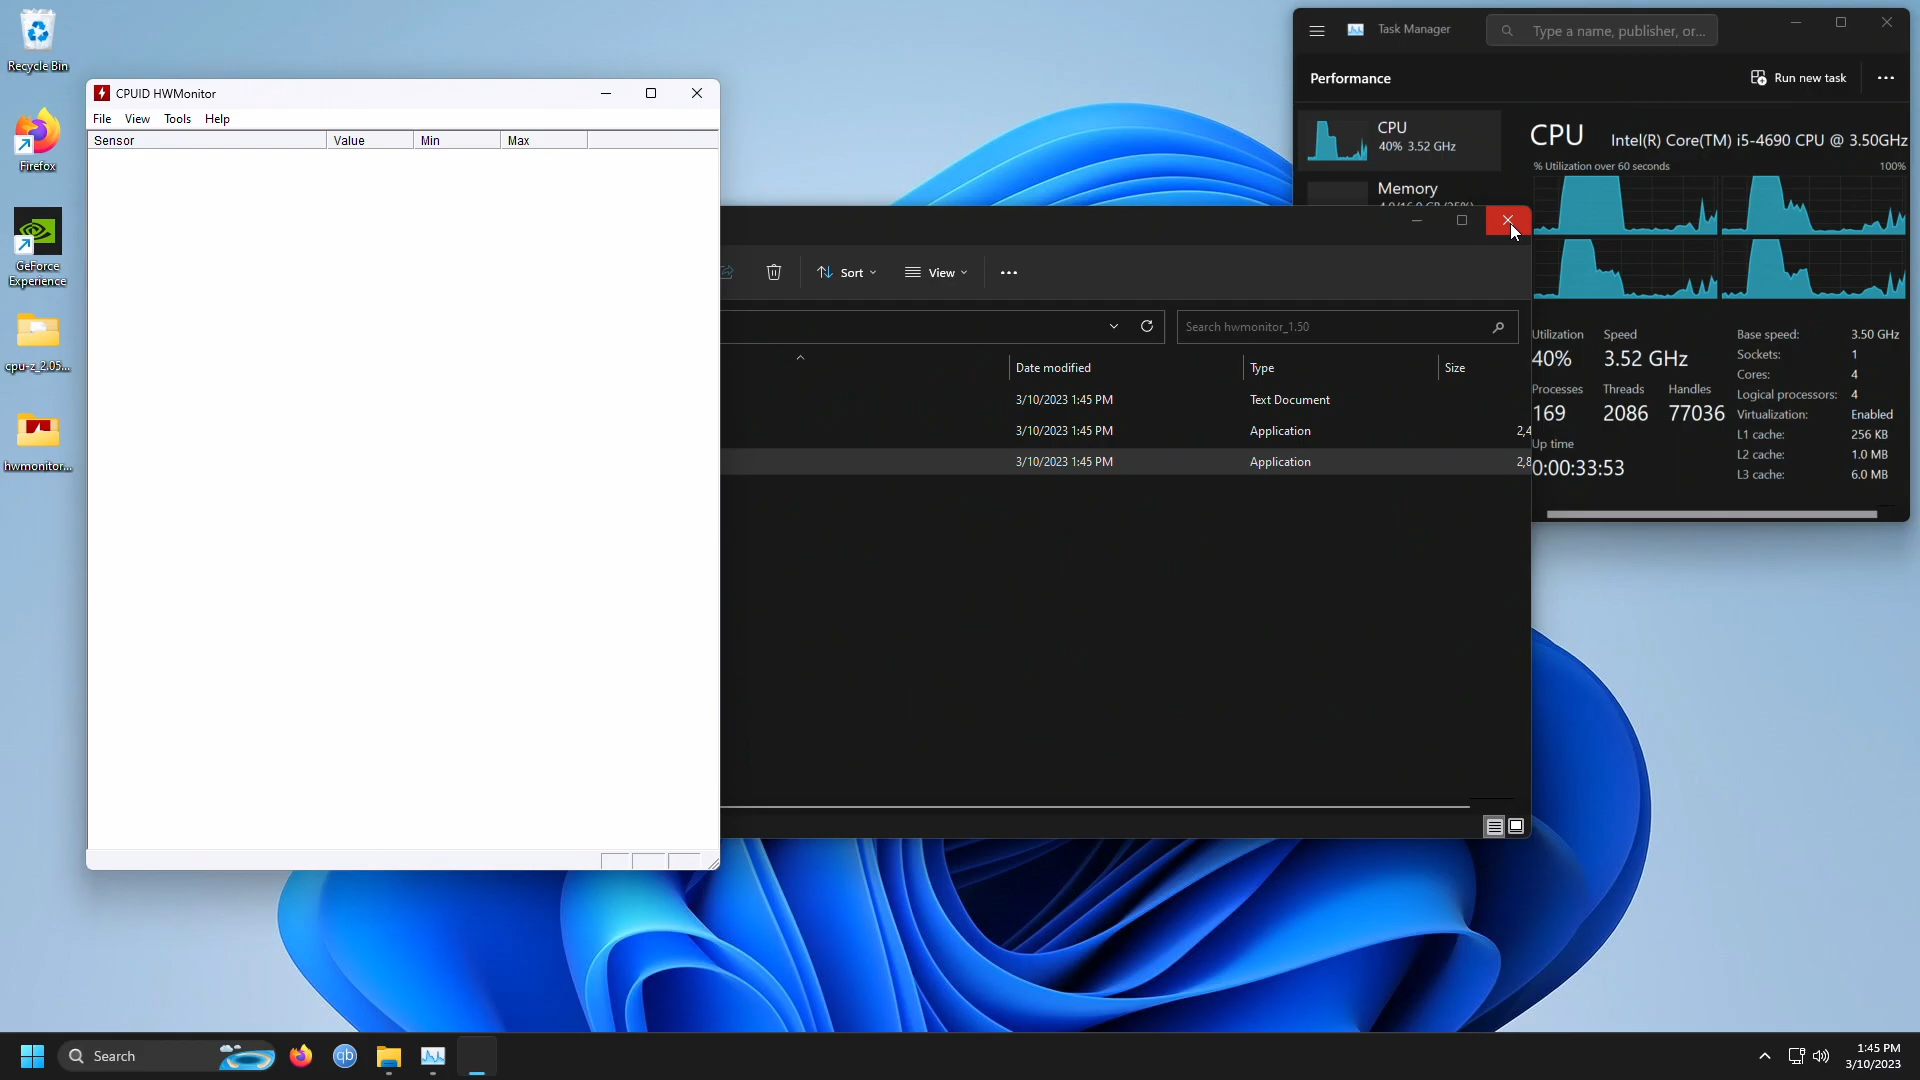 Recycle Bin
Firefox
GeForce
Experience
cpu-z_2.05...
hwmonitor...
CPUID HWMonitor
File View Tools Help
Sensor Value Min Max
Sort View
Search hwmonitor_1.50
Date modified Type Size
3/10/2023 1:45 PM Text Document
3/10/2023 1:45 PM Application 2,4
3/10/2023 1:45 PM Application 2,8
Task Manager
Type a name, publisher, or...
Performance
Run new task
CPU
40% 3.52 GHz
Memory
CPU Intel(R) Core(TM) i5-4690 CPU @ 3.50GHz
% Utilization over 60 seconds 100%
Utilization Speed
40% 3.52 GHz
Processes Threads Handles
169 2086 77036
Up time
0:00:33:53
Base speed: 3.50 GHz
Sockets: 1
Cores: 4
Logical processors: 4
Virtualization: Enabled
L1 cache: 256 KB
L2 cache: 1.0 MB
L3 cache: 6.0 MB
Search
qb
1:45 PM
3/10/2023